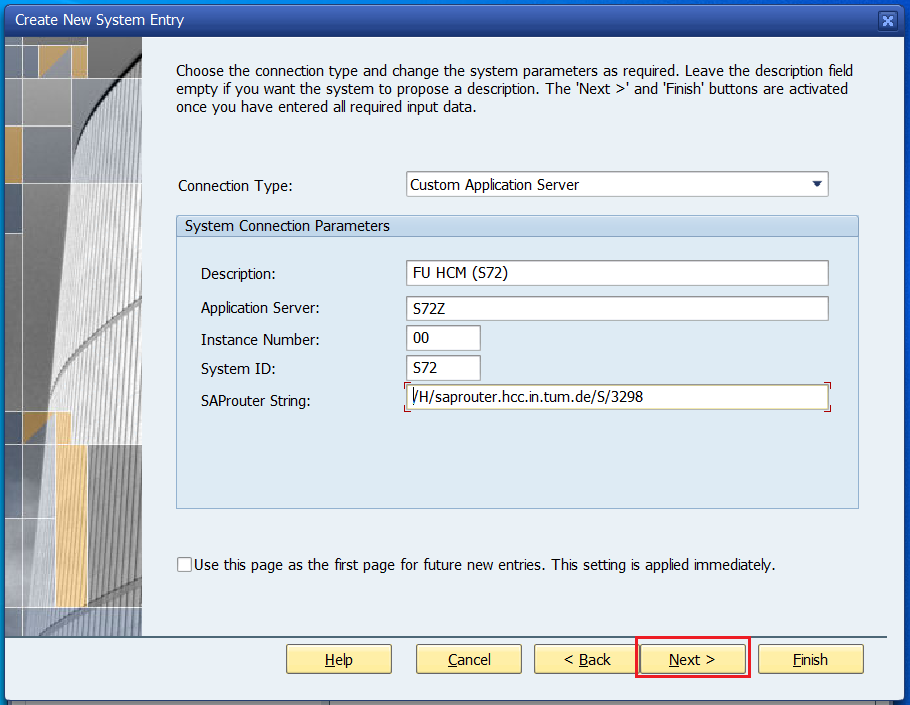 Create New System Entry
Choose the connection type and change the system parameters as required. Leave the description field
empty if you want the system to propose a description. The 'Next >' and 'Finish' buttons are activated
once you have entered all required input data.
Connection Type: Custom Application Server
System Connection Parameters
Description: FU HCM (S72)
Application Server: S72Z
Instance Number: 00
System ID: S72
SAProuter String: /H/saprouter.hcc.in.tum.de/S/3298
Use this page as the first page for future new entries. This setting is applied immediately.
Help Cancel < Back Next > Finish